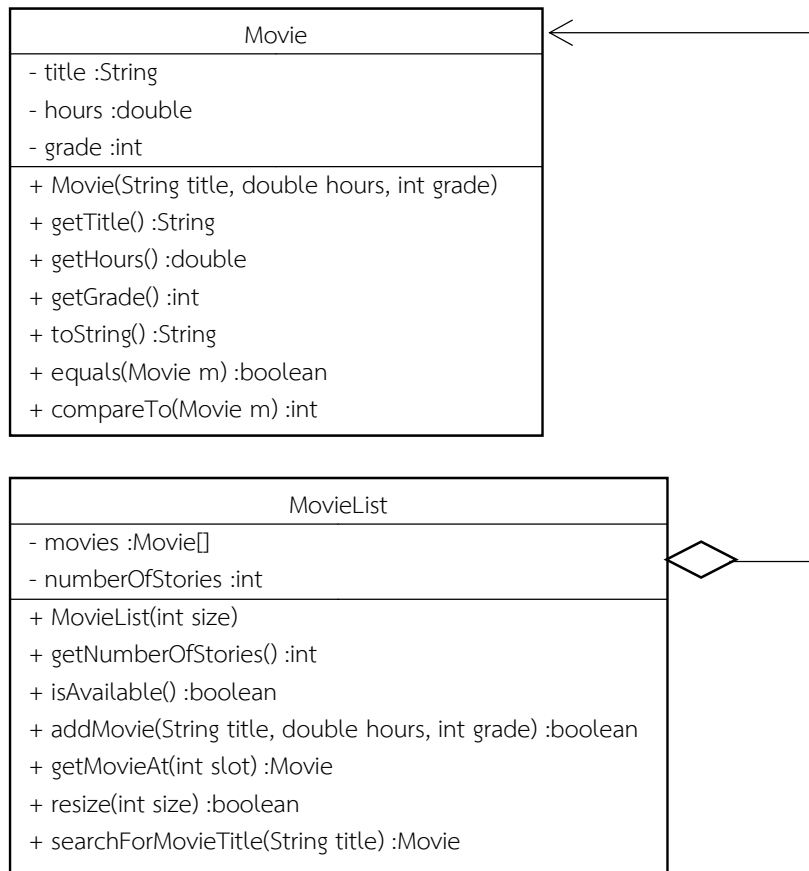 Movie
- title :String
- hours :double
- grade :int
+ Movie(String title, double hours, int grade)
+ getTitle() :String
+ getHours() :double
+ getGrade() :int
+ toString() :String
+ equals(Movie m) :boolean
+ compareTo(Movie m) :int
MovieList
- movies :Movie[]
- numberOfStories :int
+ MovieList(int size)
+ getNumberOfStories() :int
+ isAvailable() :boolean
+ addMovie(String title, double hours, int grade) :boolean
+ getMovieAt(int slot) :Movie
+ resize(int size) :boolean
+ searchForMovieTitle(String title) :Movie